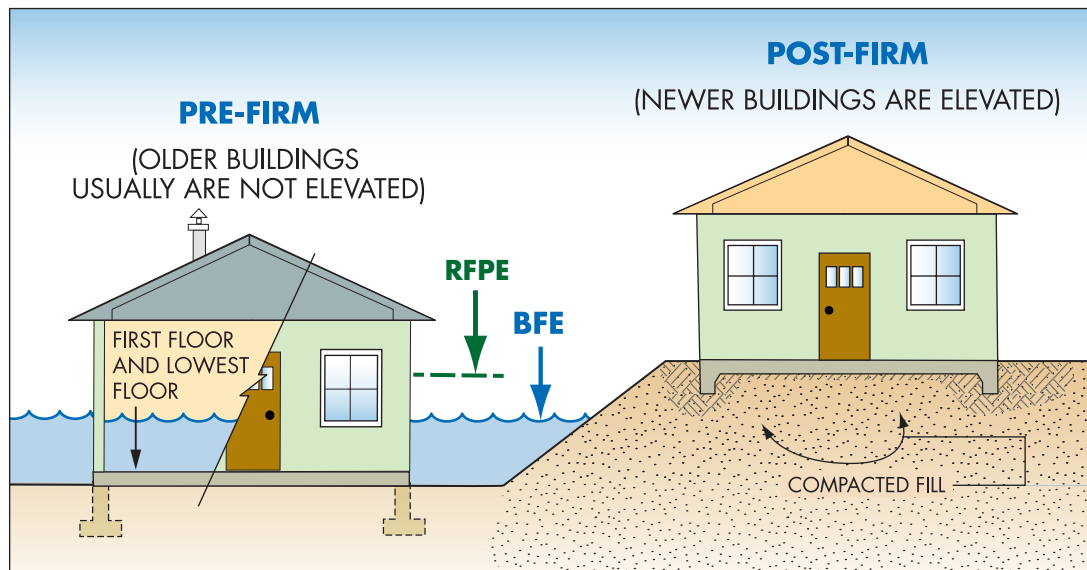 PRE-FIRM
(OLDER BUILDINGS
USUALLY ARE NOT ELEVATED)
POST-FIRM
(NEWER BUILDINGS ARE ELEVATED)
RFPE
BFE
FIRST FLOOR
AND LOWEST
FLOOR
COMPACTED FILL